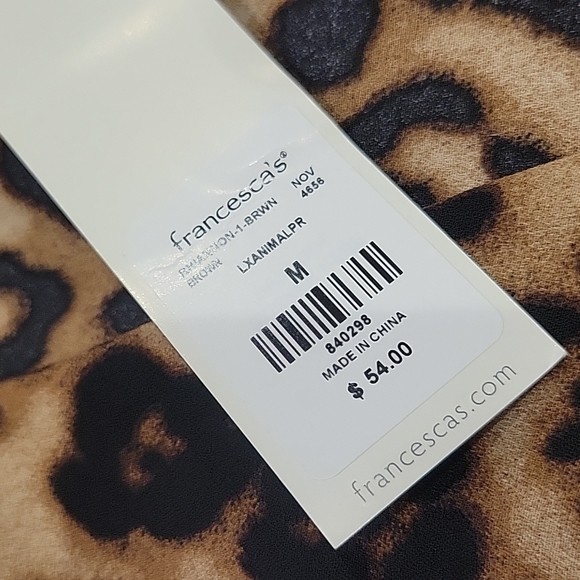 francesca's®
NOV
4656
BROWN
LXANIMALPR
M
840298
MADE IN CHINA
$ 54.00
francescas.com